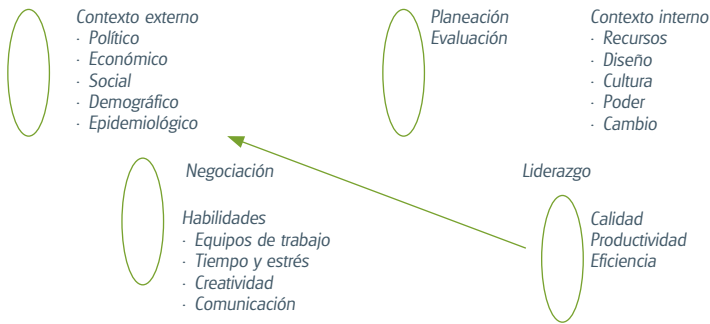 Contexto externo
· Político
· Económico
· Social
· Demográfico
· Epidemiológico
Planeación
Evaluación
Contexto interno
· Recursos
· Diseño
· Cultura
· Poder
· Cambio
Negociación
Habilidades
· Equipos de trabajo
· Tiempo y estrés
· Creatividad
· Comunicación
Liderazgo
Calidad
Productividad
Eficiencia